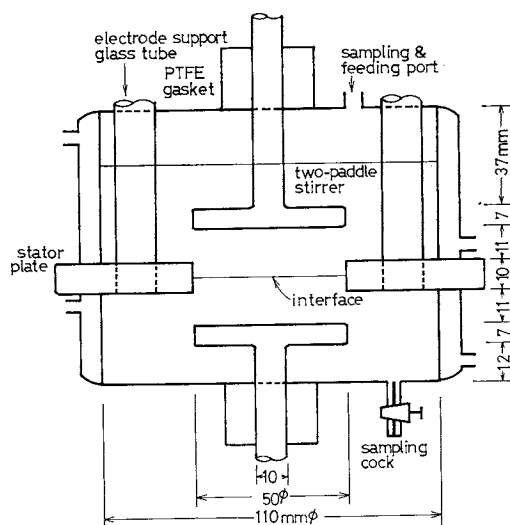 electrode support
glass tube
PTFE
gasket
sampling &
feeding port
two-paddle
stirrer
stator
plate
interface
sampling
cock
37mm
7
11
10
11
7
12
10
50φ
110mmφ